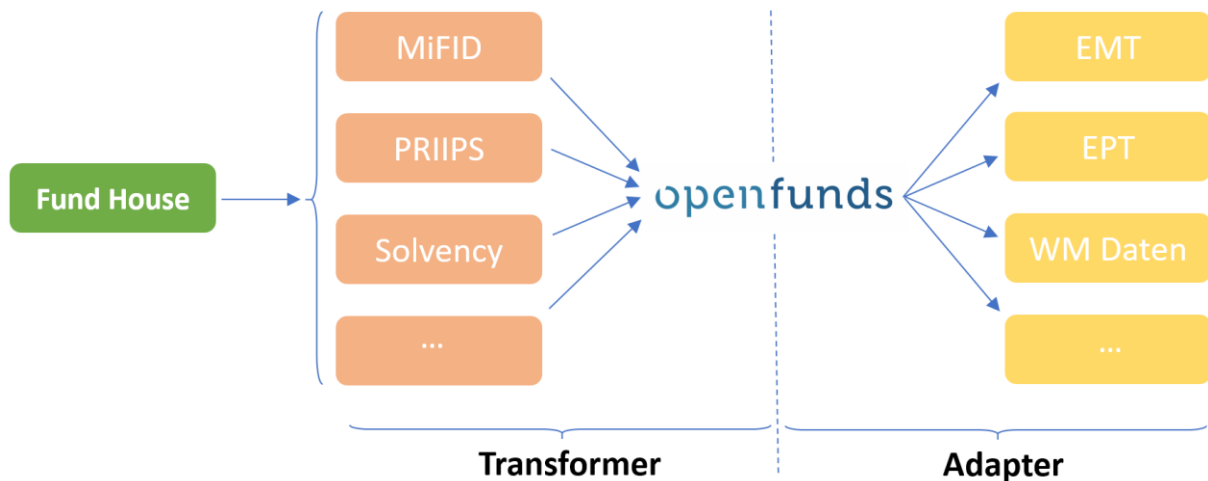 Fund House
MiFID
PRIIPS
Solvency
...
openfunds
EMT
EPT
WM Daten
...
Transformer
Adapter